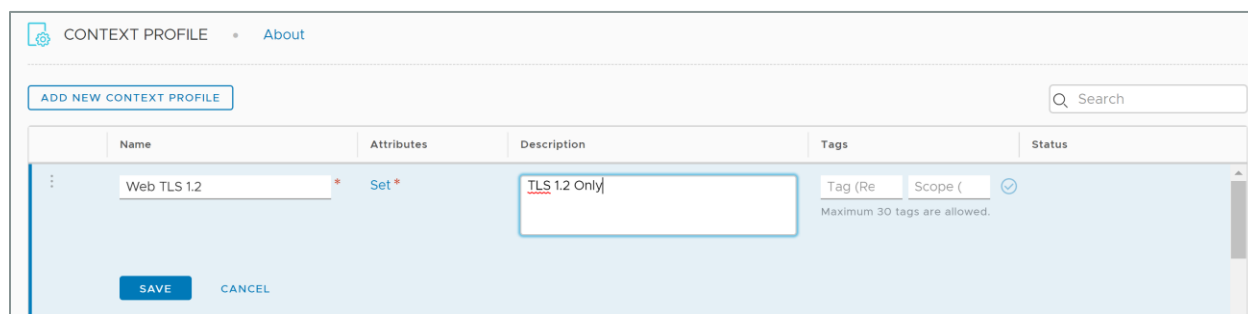 CONTEXT PROFILE • About
ADD NEW CONTEXT PROFILE
Search
Name Attributes Description Tags Status
Web TLS 1.2 * Set * TLS 1.2 Only Tag (Re Scope (
Maximum 30 tags are allowed.
SAVE CANCEL